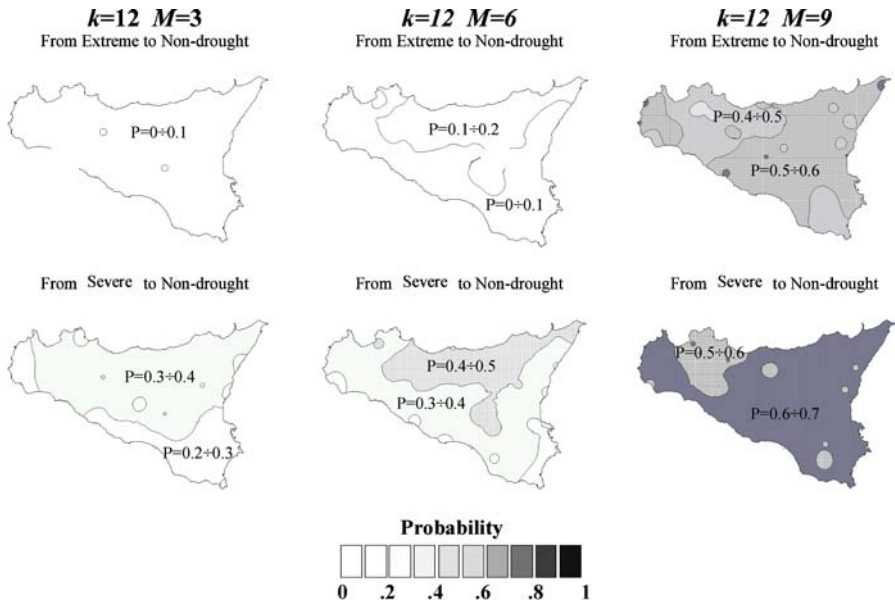 k=12 M=3
From Extreme to Non-drought
P=0÷0.1
k=12 M=6
From Extreme to Non-drought
P=0.1÷0.2
P=0÷0.1
k=12 M=9
From Extreme to Non-drought
P=0.4÷0.5
P=0.5÷0.6
From Severe to Non-drought
P=0.3÷0.4
P=0.2÷0.3
From Severe to Non-drought
P=0.4÷0.5
P=0.3÷0.4
From Severe to Non-drought
P=0.5÷0.6
P=0.6÷0.7
Probability
0 .2 .4 .6 .8 1